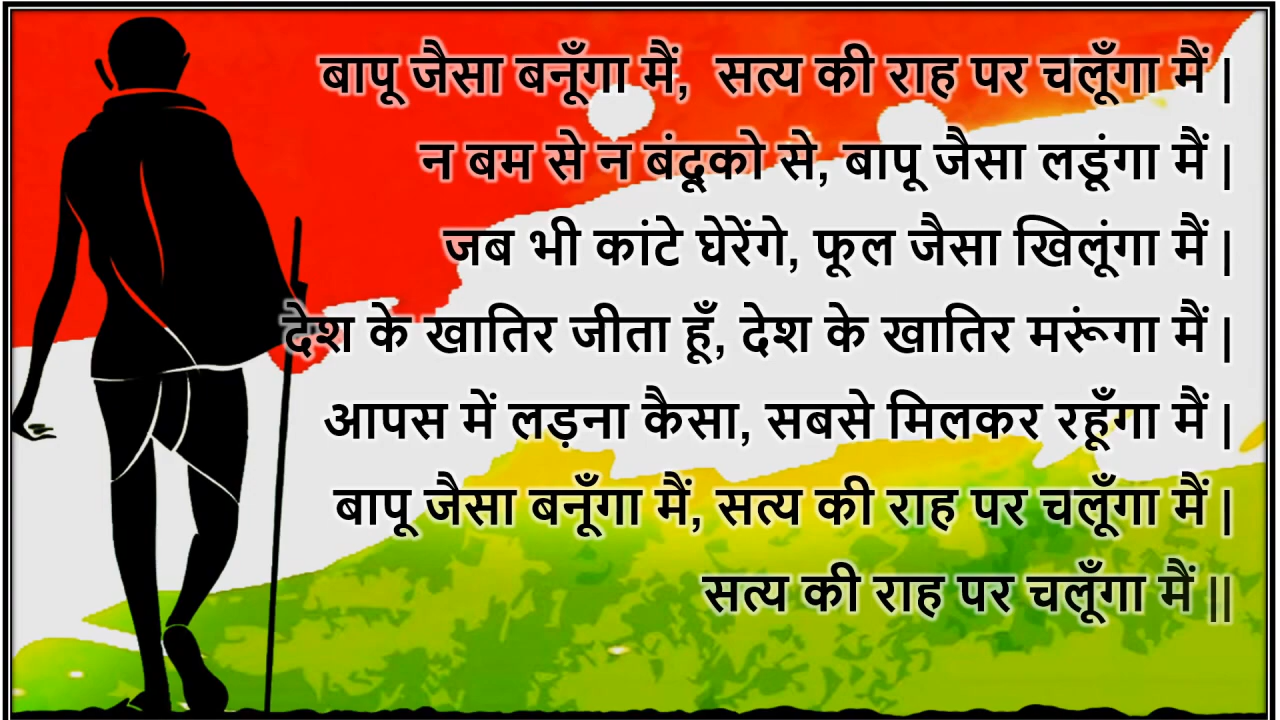 बापू जैसा बनूँगा मैं, सत्य की राह पर चलूँगा मैं |
न बम से न बंदूको से, बापू जैसा लडूंगा मैं |
जब भी कांटे घेरेंगे, फूल जैसा खिलूंगा मैं |
देश के खातिर जीता हूँ, देश के खातिर मरूंगा मैं |
आपस में लड़ना कैसा, सबसे मिलकर रहूँगा मैं |
बापू जैसा बनूँगा मैं, सत्य की राह पर चलूँगा मैं |
सत्य की राह पर चलूँगा मैं ||